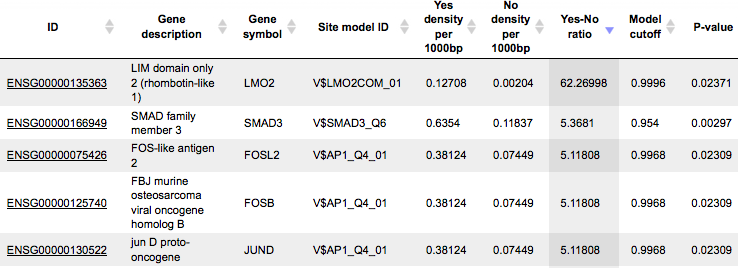 ID Gene description Gene symbol Site model ID Yes density per 1000bp No density per 1000bp Yes-No ratio Model cutoff P-value
ENSG00000135363 LIM domain only 2 (rhombotin-like 1) LMO2 V$LMO2COM_01 0.12708 0.00204 62.26998 0.9996 0.02371
ENSG00000166949 SMAD family member 3 SMAD3 V$SMAD3_Q6 0.6354 0.11837 5.3681 0.954 0.00297
ENSG00000075426 FOS-like antigen 2 FOSL2 V$AP1_Q4_01 0.38124 0.07449 5.11808 0.9968 0.02309
ENSG00000125740 FBJ murine osteosarcoma viral oncogene homolog B FOSB V$AP1_Q4_01 0.38124 0.07449 5.11808 0.9968 0.02309
ENSG00000130522 jun D proto-oncogene JUND V$AP1_Q4_01 0.38124 0.07449 5.11808 0.9968 0.02309